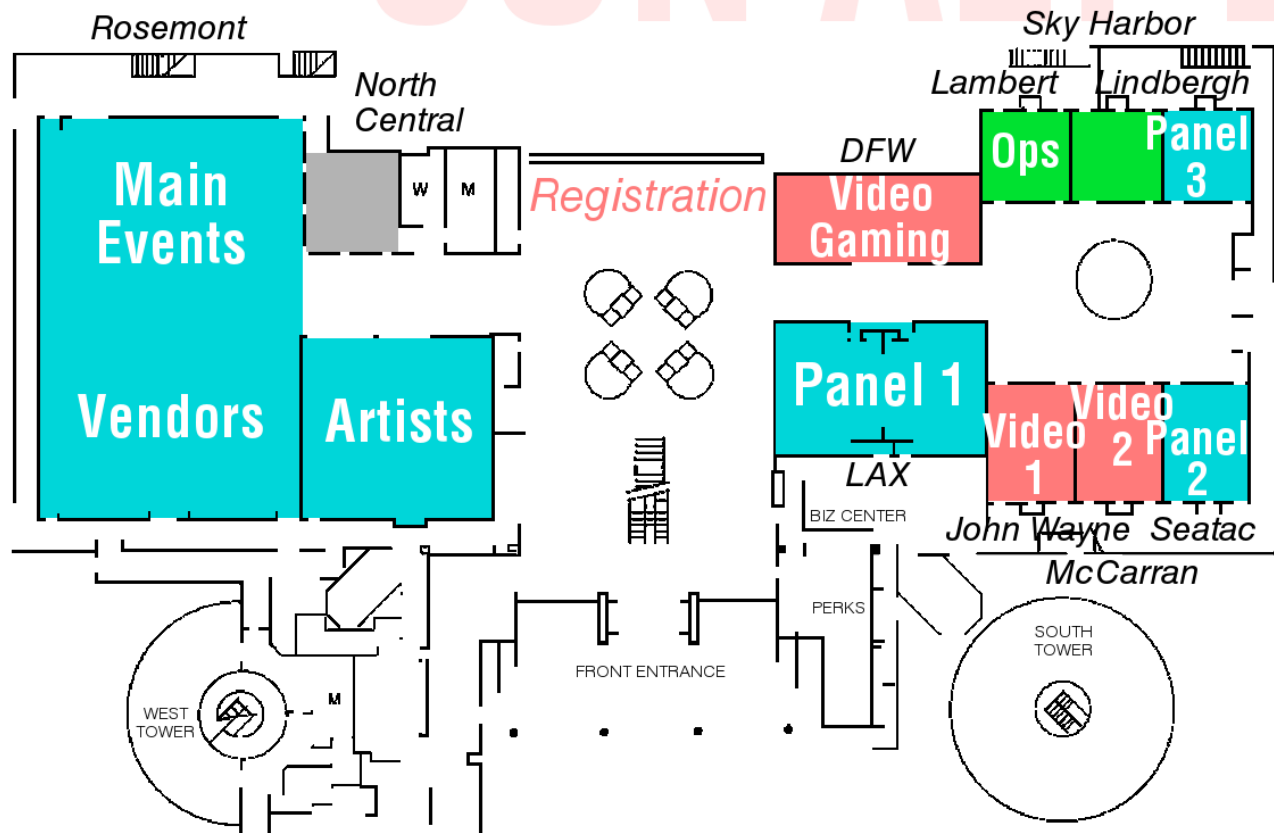 Rosemont
Sky Harbor
Lambert
Lindbergh
North
Central
DFW
Main
Events
W
M
Registration
Video
Gaming
Ops
Panel
3
Vendors
Artists
Panel 1
Video
1
Video
2
Panel
2
LAX
BIZ CENTER
John Wayne
Seatac
McCarran
PERKS
FRONT ENTRANCE
SOUTH
TOWER
WEST
TOWER
M